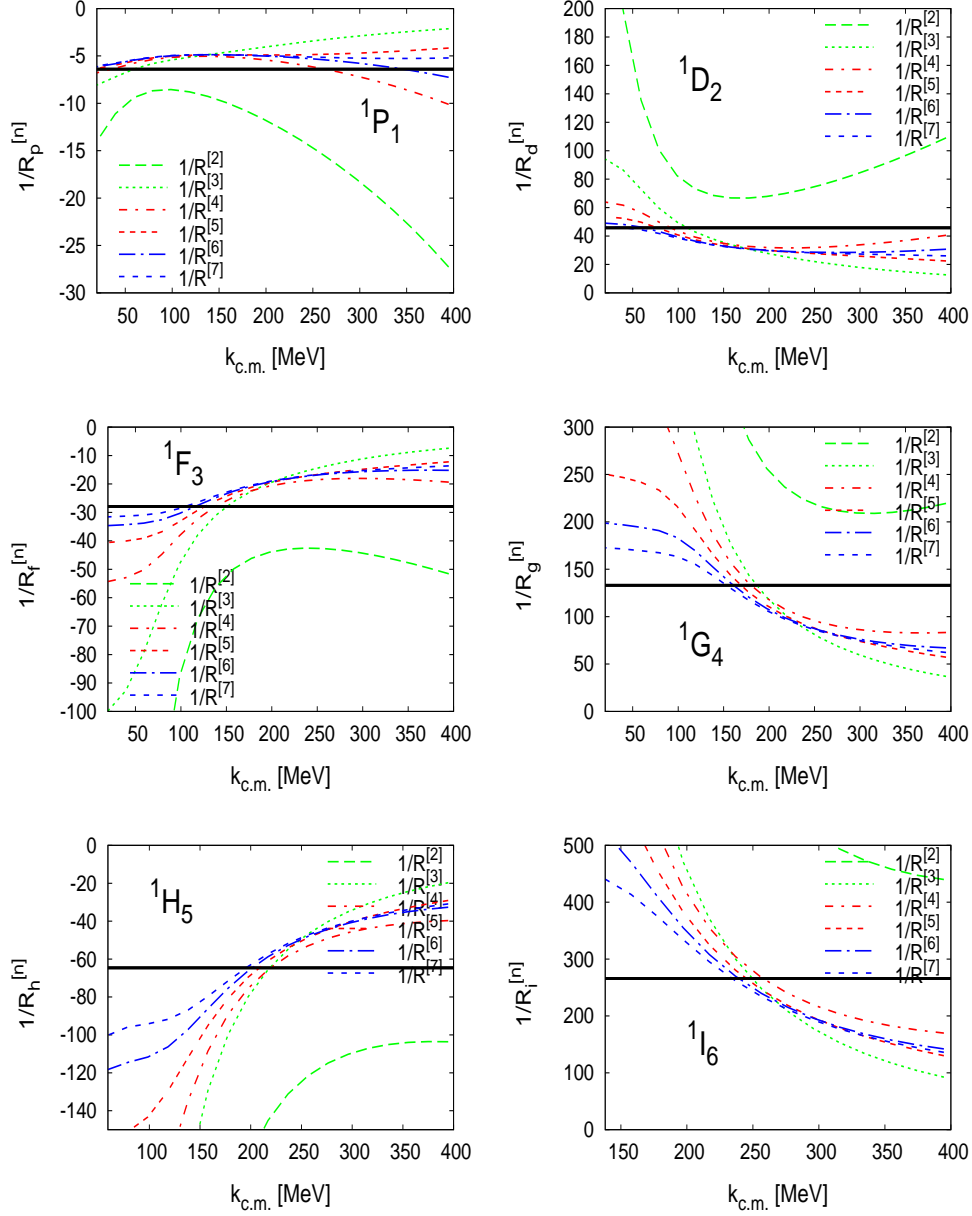 0
-5
-10
-15
-20
-25
-30
1/R_p^[n]
50 100 150 200 250 300 350 400
k_c.m. [MeV]
^1P_1
1/R^[2]
1/R^[3]
1/R^[4]
1/R^[5]
1/R^[6]
1/R^[7]
200
180
160
140
120
100
80
60
40
20
0
1/R_d^[n]
50 100 150 200 250 300 350 400
k_c.m. [MeV]
^1D_2
1/R^[2]
1/R^[3]
1/R^[4]
1/R^[5]
1/R^[6]
1/R^[7]
0
-10
-20
-30
-40
-50
-60
-70
-80
-90
-100
1/R_f^[n]
50 100 150 200 250 300 350 400
k_c.m. [MeV]
^1F_3
1/R^[2]
1/R^[3]
1/R^[4]
1/R^[5]
1/R^[6]
1/R^[7]
300
250
200
150
100
50
0
1/R_g^[n]
50 100 150 200 250 300 350 400
k_c.m. [MeV]
^1G_4
1/R^[2]
1/R^[3]
1/R^[4]
1/R^[5]
1/R^[6]
1/R^[7]
0
-20
-40
-60
-80
-100
-120
-140
1/R_h^[n]
100 150 200 250 300 350 400
k_c.m. [MeV]
^1H_5
1/R^[2]
1/R^[3]
1/R^[4]
1/R^[5]
1/R^[6]
1/R^[7]
500
400
300
200
100
0
1/R_i^[n]
150 200 250 300 350 400
k_c.m. [MeV]
^1I_6
1/R^[2]
1/R^[3]
1/R^[4]
1/R^[5]
1/R^[6]
1/R^[7]